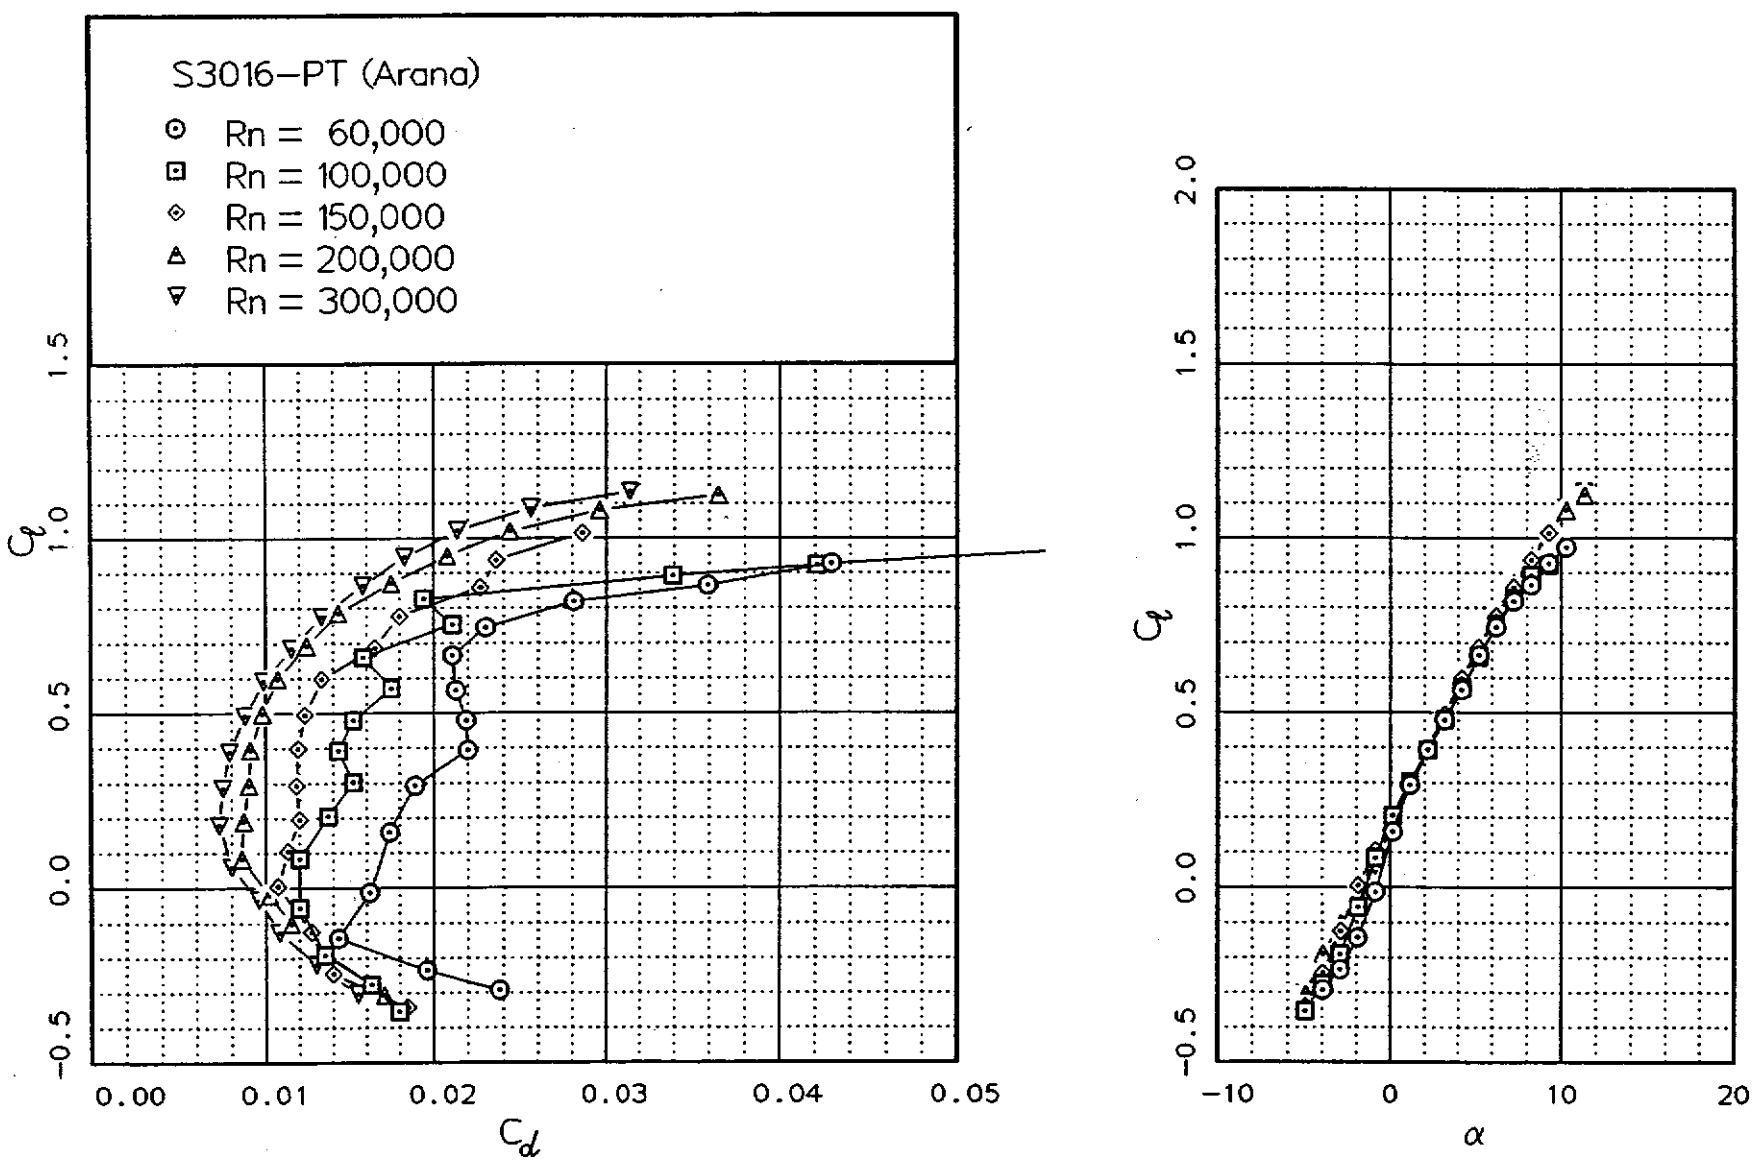 S3016-PT (Arana)
Rn = 60,000
Rn = 100,000
Rn = 150,000
Rn = 200,000
Rn = 300,000
1.5
1.0
0.5
0.0
-0.5
Cℓ
0.00 0.01 0.02 0.03 0.04 0.05
Cd
2.0
1.5
1.0
0.5
0.0
-0.5
Cℓ
-10 0 10 20
α